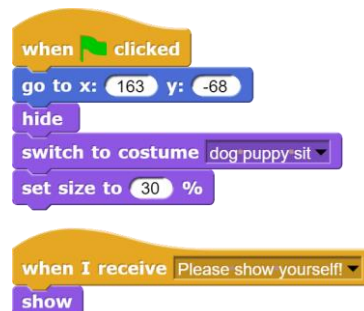 when clicked
go to x: 163 y: -68
hide
switch to costume dog puppy sit
set size to 30 %
when I receive Please show yourself!
show